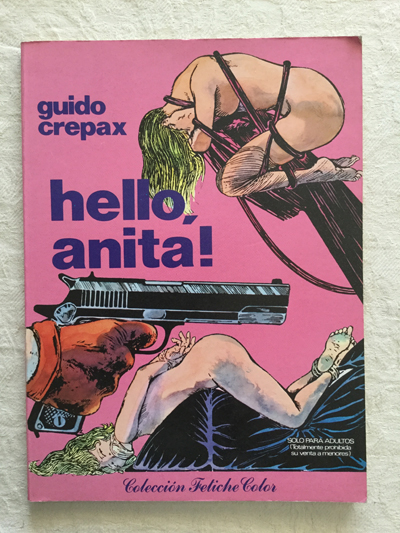 guido
crepax
hello,
anita!
SOLO PARA ADULTOS
(Totalmente prohibida
su venta a menores)
Colección Fetiche Color